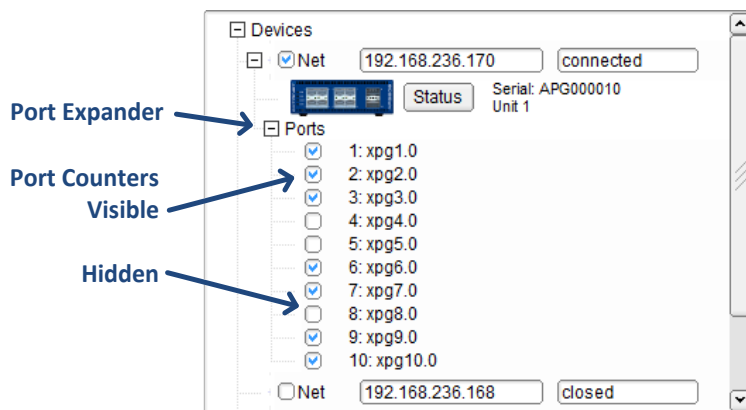 Devices
Net 192.168.236.170 connected
Status
Serial: APG000010
Unit 1
Port Expander
Ports
1: xpg1.0
Port Counters
Visible
2: xpg2.0
3: xpg3.0
4: xpg4.0
5: xpg5.0
Hidden
6: xpg6.0
7: xpg7.0
8: xpg8.0
9: xpg9.0
10: xpg10.0
Net 192.168.236.168 closed